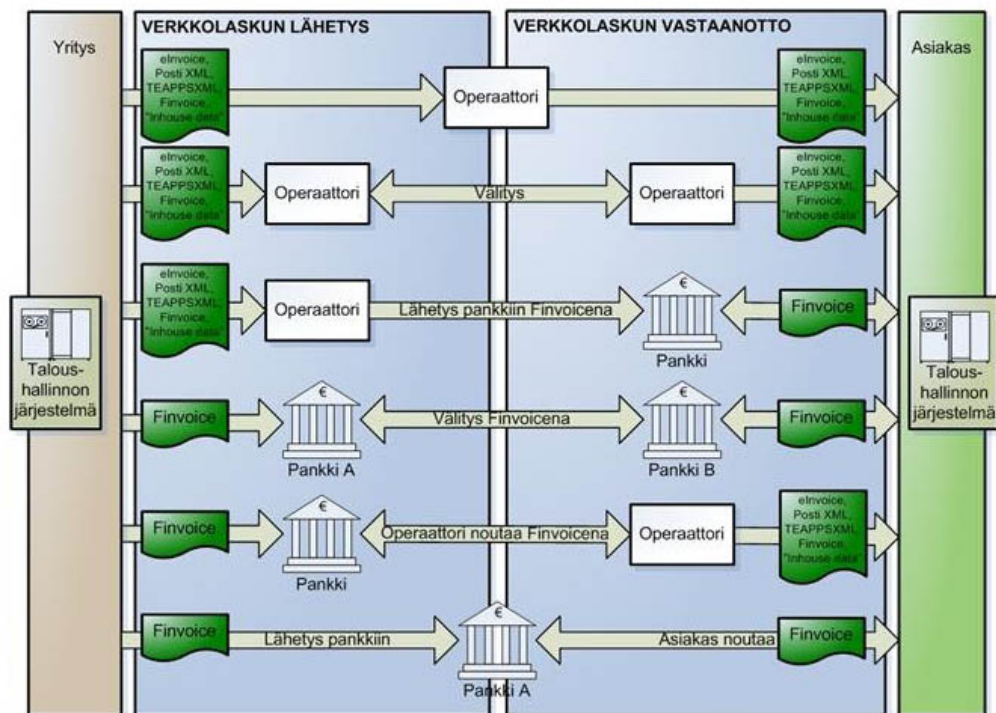 Yritys
VERKKOLASKUN LÄHETYS
VERKKOLASKUN VASTAANOTTO
Asiakas
eInvoice,
Posti XML,
TEAPPSXML,
Finvoice,
"Inhouse data"
Operaattori
eInvoice,
Posti XML,
TEAPPSXML,
Finvoice,
"Inhouse data"
eInvoice,
Posti XML,
TEAPPSXML,
Finvoice,
"Inhouse data"
Operaattori
Välitys
Operaattori
eInvoice,
Posti XML,
TEAPPSXML,
Finvoice,
"Inhouse data"
eInvoice,
Posti XML,
TEAPPSXML,
Finvoice,
"Inhouse data"
Operaattori
Lähetys pankkiin Finvoicena
€
Pankki
Finvoice
Talous-
hallinnon
järjestelmä
Talous-
hallinnon
järjestelmä
Finvoice
€
Pankki A
Välitys Finvoicena
€
Pankki B
Finvoice
Finvoice
€
Pankki
Operaattori noutaa Finvoicena
Operaattori
eInvoice,
Posti XML,
TEAPPSXML,
Finvoice,
"Inhouse data"
Finvoice
Lähetys pankkiin
€
Pankki A
Asiakas noutaa
Finvoice